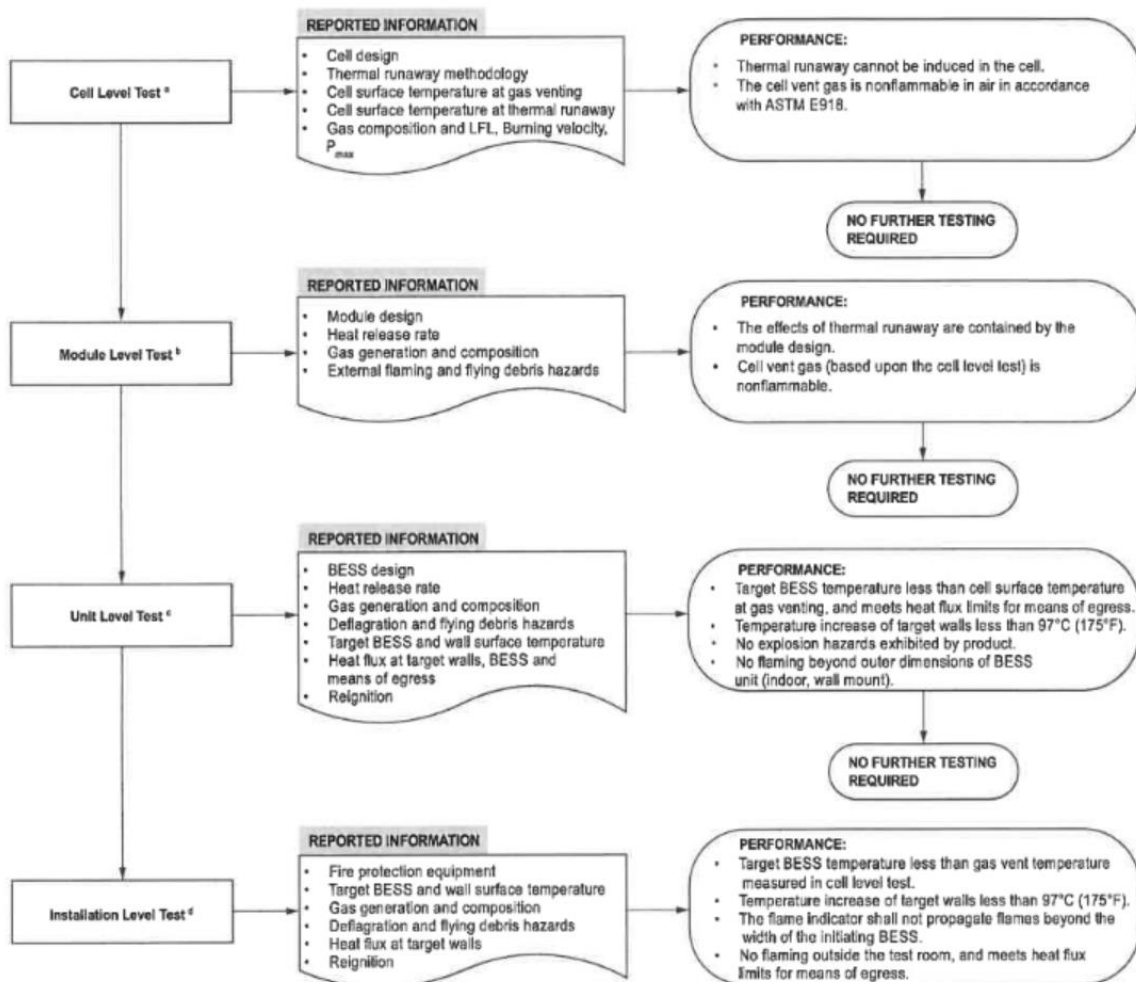 REPORTED INFORMATION
Cell Level Test a
• Cell design
• Thermal runaway methodology
• Cell surface temperature at gas venting
• Cell surface temperature at thermal runaway
• Gas composition and LFL, Burning velocity,
Pmax
PERFORMANCE:
• Thermal runaway cannot be induced in the cell.
• The cell vent gas is nonflammable in air in accordance
with ASTM E918.
NO FURTHER TESTING
REQUIRED
REPORTED INFORMATION
Module Level Test b
• Module design
• Heat release rate
• Gas generation and composition
• External flaming and flying debris hazards
PERFORMANCE:
• The effects of thermal runaway are contained by the
module design.
• Cell vent gas (based upon the cell level test) is
nonflammable.
NO FURTHER TESTING
REQUIRED
REPORTED INFORMATION
Unit Level Test c
• BESS design
• Heat release rate
• Gas generation and composition
• Deflagration and flying debris hazards
• Target BESS and wall surface temperature
• Heat flux at target walls, BESS and
means of egress
• Reignition
PERFORMANCE:
• Target BESS temperature less than cell surface temperature
at gas venting, and meets heat flux limits for means of egress.
• Temperature increase of target walls less than 97°C (175°F).
• No explosion hazards exhibited by product.
• No flaming beyond outer dimensions of BESS
unit (indoor, wall mount).
NO FURTHER TESTING
REQUIRED
REPORTED INFORMATION
Installation Level Test d
• Fire protection equipment
• Target BESS and wall surface temperature
• Gas generation and composition
• Deflagration and flying debris hazards
• Heat flux at target walls
• Reignition
PERFORMANCE:
• Target BESS temperature less than gas vent temperature
measured in cell level test.
• Temperature increase of target walls less than 97°C (175°F).
• The flame indicator shall not propagate flames beyond the
width of the initiating BESS.
• No flaming outside the test room, and meets heat flux
limits for means of egress.